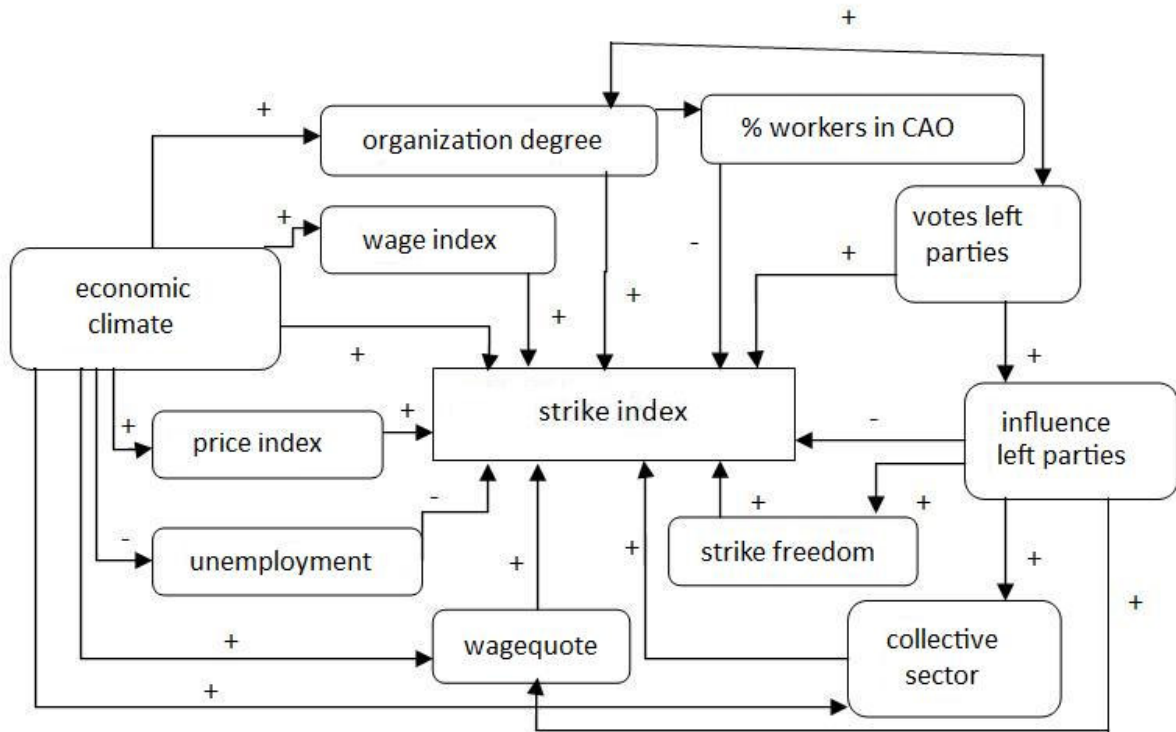 +
+
organization degree
% workers in CAO
+
wage index
-
votes left
parties
+
economic
climate
+
+
+
+
strike index
+
price index
+
-
influence
left parties
-
unemployment
-
+
strike freedom
+
+
+
+
+
wagequote
+
collective
sector
+